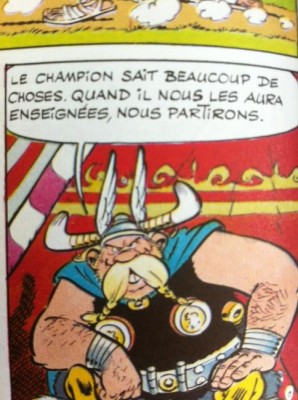 LE CHAMPION SAIT BEAUCOUP DE
CHOSES. QUAND IL NOUS LES AURA
ENSEIGNÉES, NOUS PARTIRONS.